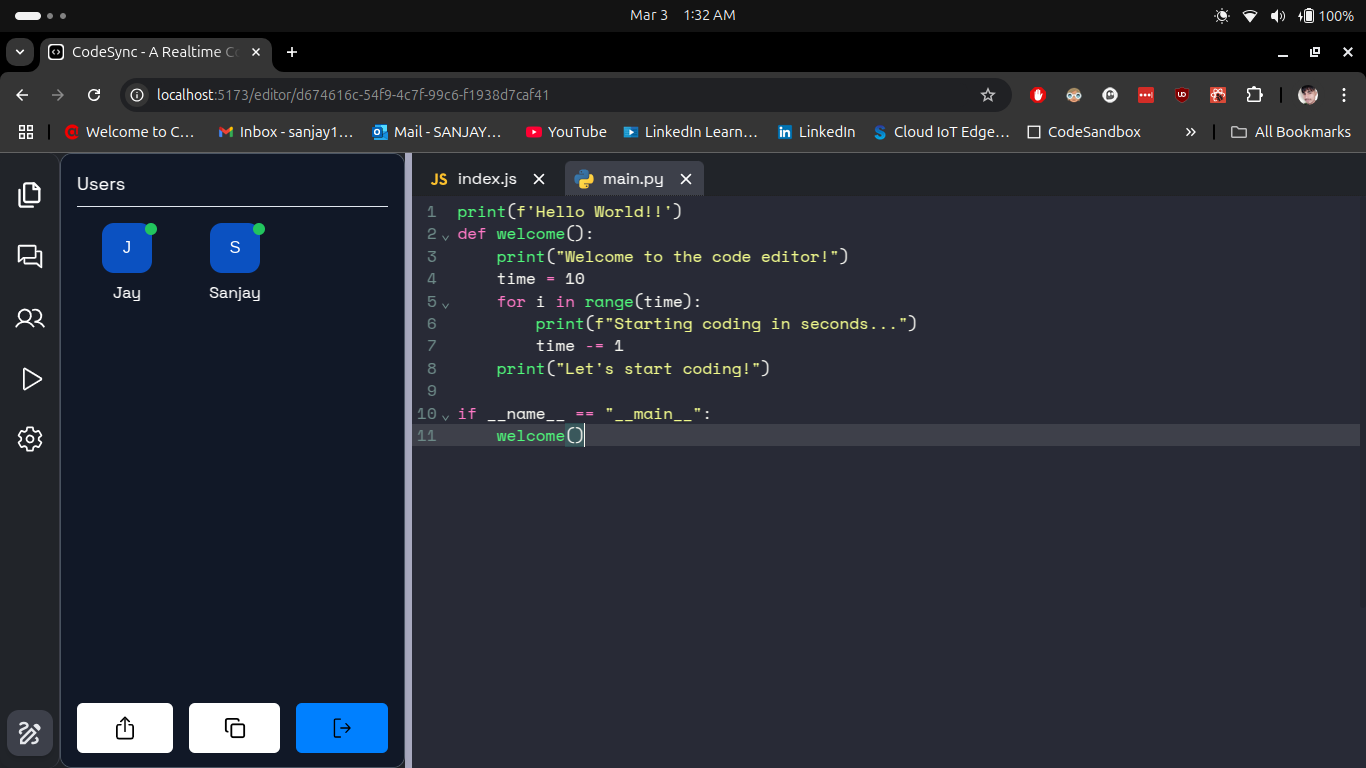 Mar 3 1:32 AM
100%
CodeSync - A Realtime C
localhost:5173/editor/d674616c-54f9-4c7f-99c6-f1938d7caf41
Welcome to C... Inbox - sanjay1... Mail - SANJAY... YouTube LinkedIn Learn... LinkedIn Cloud IoT Edge... CodeSandbox » All Bookmarks
Users
J S
Jay Sanjay
JS index.js main.py
1 print(f'Hello World!!')
2 def welcome():
3     print("Welcome to the code editor!")
4     time = 10
5     for i in range(time):
6         print(f"Starting coding in seconds...")
7         time -= 1
8     print("Let's start coding!")
9
10 if __name__ == "__main__":
11     welcome()